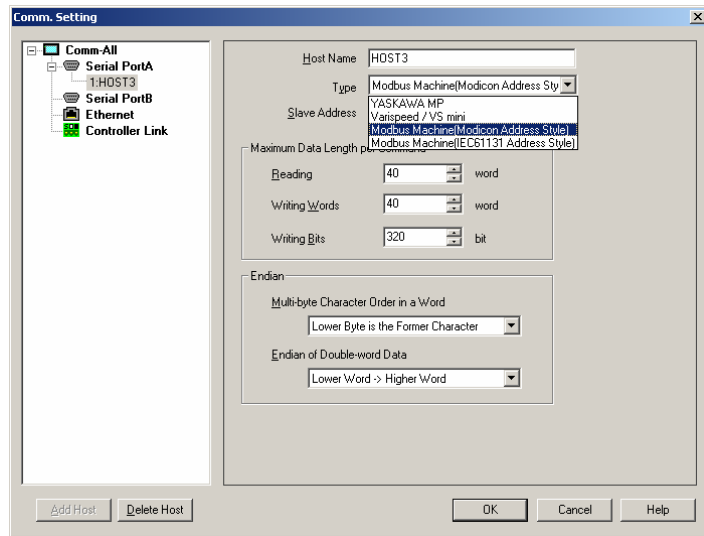 Comm. Setting
Comm-All
Serial PortA
1:HOST3
Serial PortB
Ethernet
Controller Link
Host Name HOST3
Type Modbus Machine(Modicon Address Sty
YASKAWA MP
Varispeed / VS mini
Slave Address
Modbus Machine(Modicon Address Style)
Modbus Machine(IEC61131 Address Style)
Maximum Data Length per Command
Reading 40 word
Writing Words 40 word
Writing Bits 320 bit
Endian
Multi-byte Character Order in a Word
Lower Byte is the Former Character
Endian of Double-word Data
Lower Word -> Higher Word
Add Host Delete Host OK Cancel Help